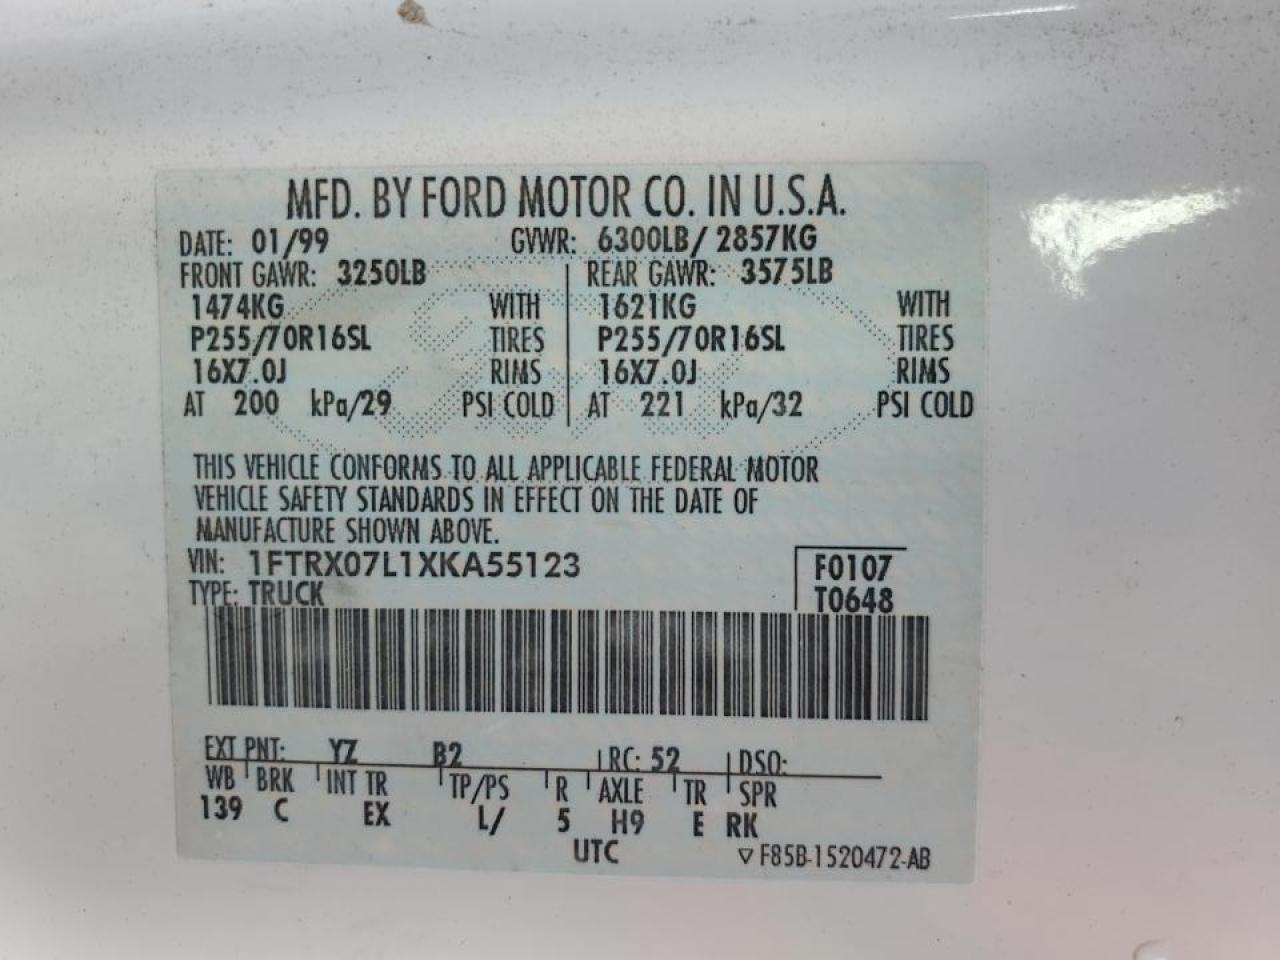 MFD. BY FORD MOTOR CO. IN U.S.A.
DATE: 01/99 GVWR: 6300LB/ 2857KG
FRONT GAWR: 3250LB REAR GAWR: 3575LB
1474KG WITH 1621KG WITH
P255/70R16SL TIRES P255/70R16SL TIRES
16X7.0J RIMS 16X7.0J RIMS
AT 200 kPa/29 PSI COLD AT 221 kPa/32 PSI COLD
THIS VEHICLE CONFORMS TO ALL APPLICABLE FEDERAL MOTOR
VEHICLE SAFETY STANDARDS IN EFFECT ON THE DATE OF
MANUFACTURE SHOWN ABOVE.
VIN: 1FTRX07L1XKA55123 F0107
TYPE: TRUCK T0648
EXT PNT: YZ B2 RC: 52 DSO:
WB BRK INT TR TP/PS R AXLE TR SPR
139 C EX L/ 5 H9 E RK
UTC ▽ F85B-1520472-AB